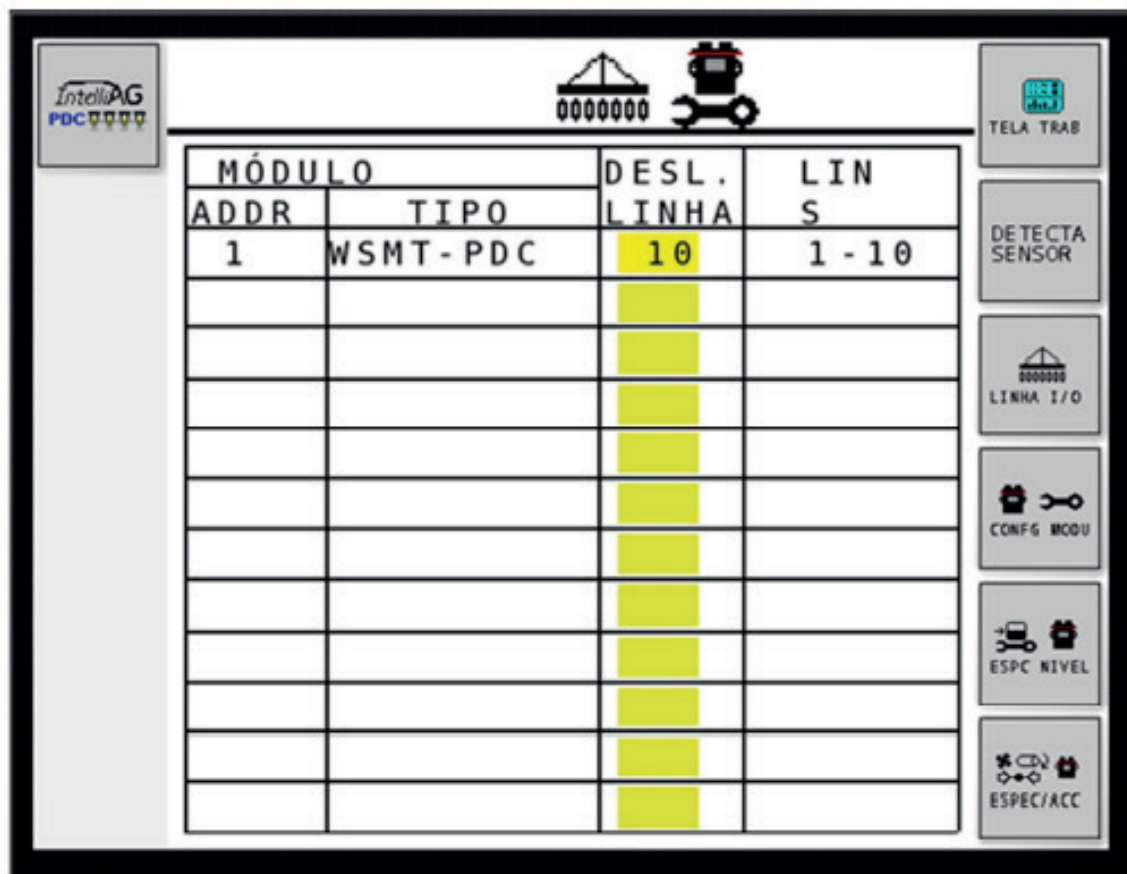 IntelliAG
PDC
TELA TRAB
MÓDULO
DESL.
LINHA
LIN
S
ADDR
TIPO
1
WSMT-PDC
10
1-10
DETECTA
SENSOR
LINHA I/O
CONFG MODU
ESPC NIVEL
ESPEC/ACC